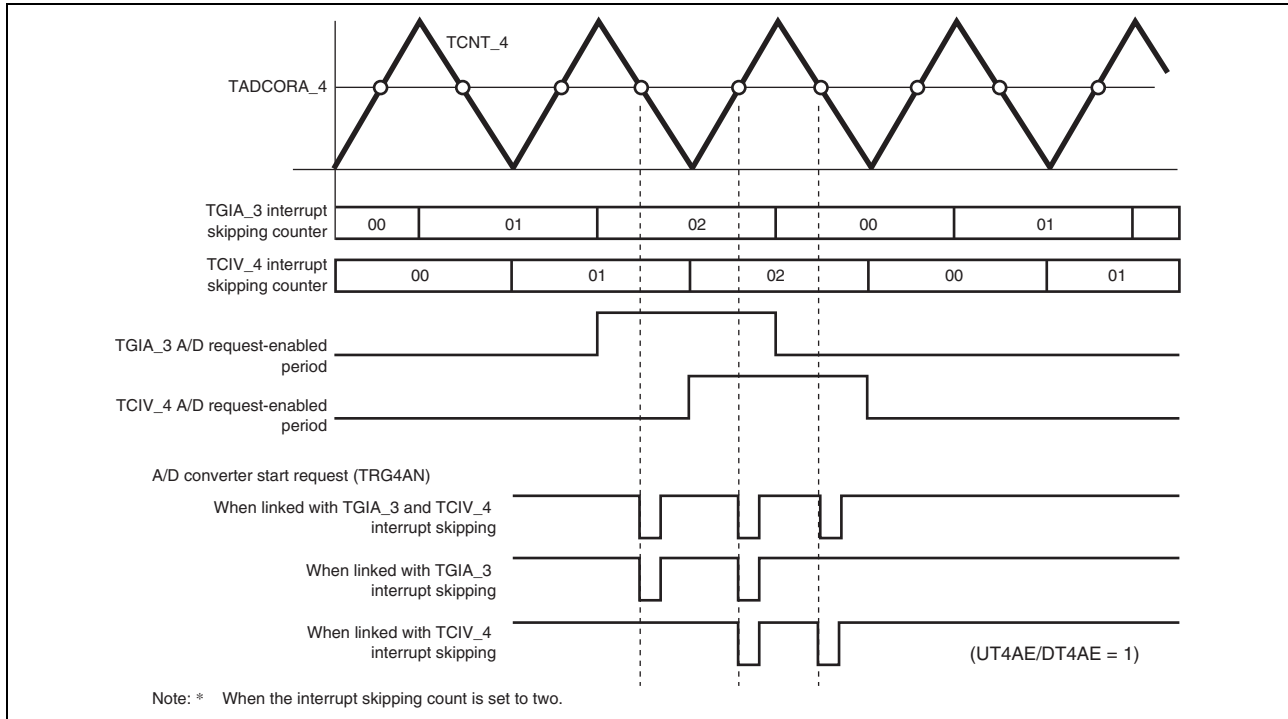 TCNT_4
TADCORA_4
TGIA_3 interrupt
skipping counter
00 01 02 00 01
TCIV_4 interrupt
skipping counter
00 01 02 00 01
TGIA_3 A/D request-enabled
period
TCIV_4 A/D request-enabled
period
A/D converter start request (TRG4AN)
When linked with TGIA_3 and TCIV_4
interrupt skipping
When linked with TGIA_3
interrupt skipping
When linked with TCIV_4
interrupt skipping
(UT4AE/DT4AE = 1)
Note: * When the interrupt skipping count is set to two.